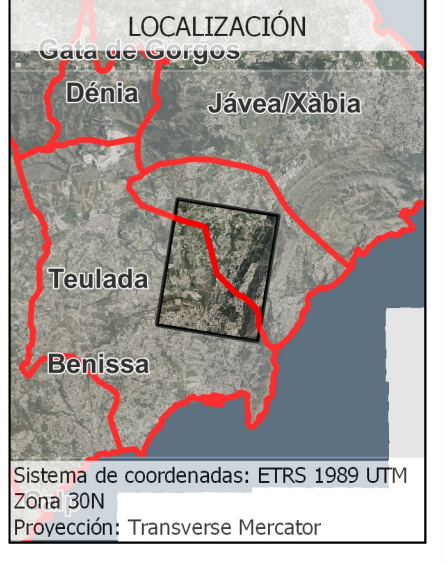 LOCALIZACIÓN
Gata de Gorgos
Dénia
Jávea/Xàbia
Teulada
Benissa
Sistema de coordenadas: ETRS 1989 UTM
Zona 30N
Proyección: Transverse Mercator